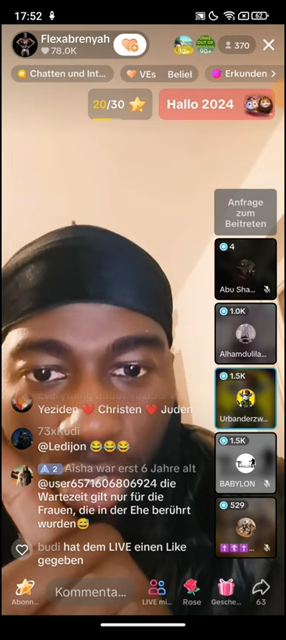 17:52
62
Flexabrenyah
78.0K
370
Chatten und Int...
VEs
Beliel
Erkunden >
20/30
Hallo 2024
Anfrage
zum
Beitreten
4
Abu Sha...
1.0K
Alhamdulila...
1.5K
Urbanderzw...
1.5K
BABYLON
529
Yeziden ❤️ Christen ❤️ Juden
73xKudi
@Ledijon 😂😂😂
2 Aisha war erst 6 Jahre alt
@user6571606806924 die
Wartezeit gilt nur für die
Frauen, die in der Ehe berührt
wurden😅
budi hat dem LIVE einen Like
gegeben
Abonn...
Kommenta...
LIVE mi...
Rose
Gesche...
63